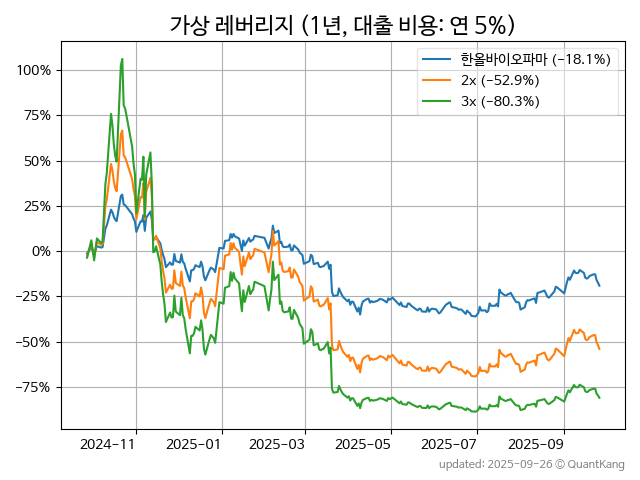 가상 레버리지 (1년, 대출 비용: 연 5%)
한올바이오파마 (−18.1%)
2x (−52.9%)
3x (−80.3%)
100%
75%
50%
25%
0%
−25%
−50%
−75%
2024-11
2025-01
2025-03
2025-05
2025-07
2025-09
updated: 2025-09-26 © QuantKang